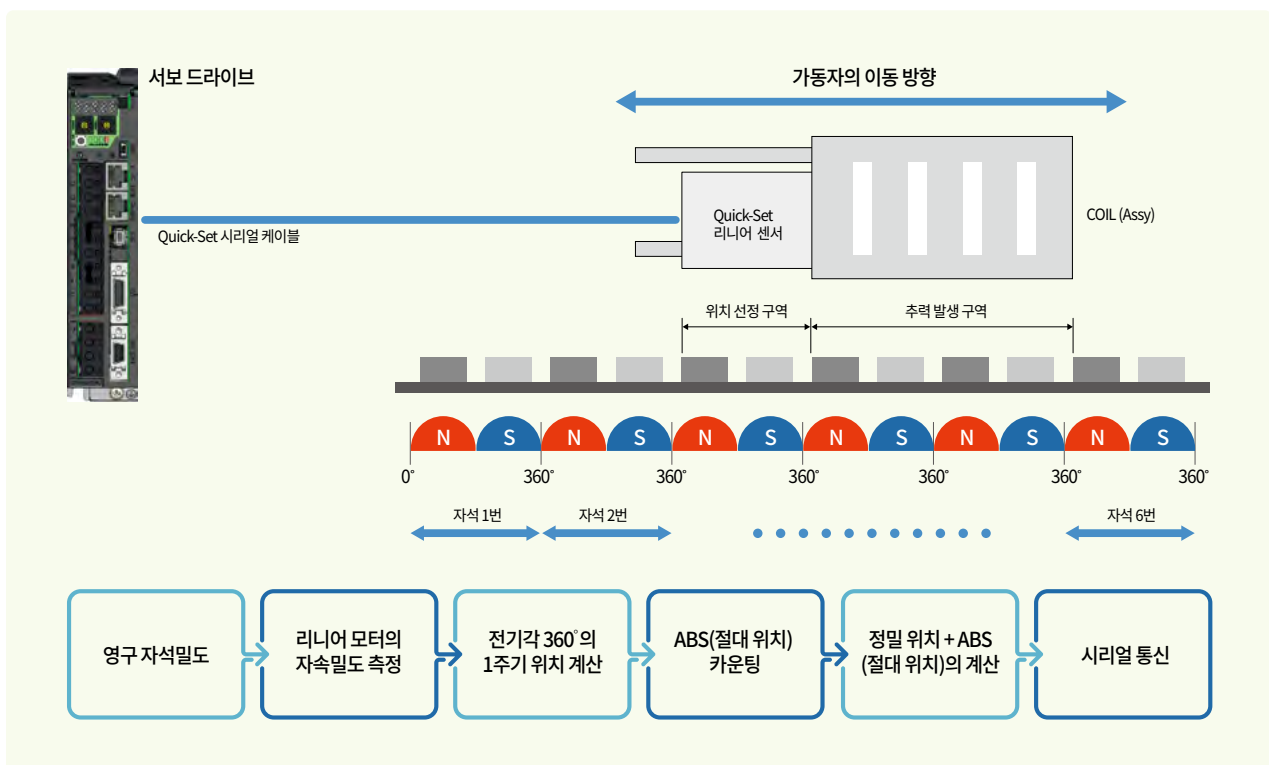 서보 드라이브
가동자의 이동 방향
Quick-Set
리니어 센서
COIL (Assy)
Quick-Set 시리얼 케이블
위치 선정 구역
추력 발생 구역
N S N S N S N S N S N S
0° 360° 360° 360° 360° 360° 360°
자석 1번
자석 2번
자석 6번
영구 자석밀도
리니어 모터의
자속밀도 측정
전기각 360°의
1주기 위치 계산
ABS(절대 위치)
카운팅
정밀 위치 + ABS
(절대 위치)의 계산
시리얼 통신